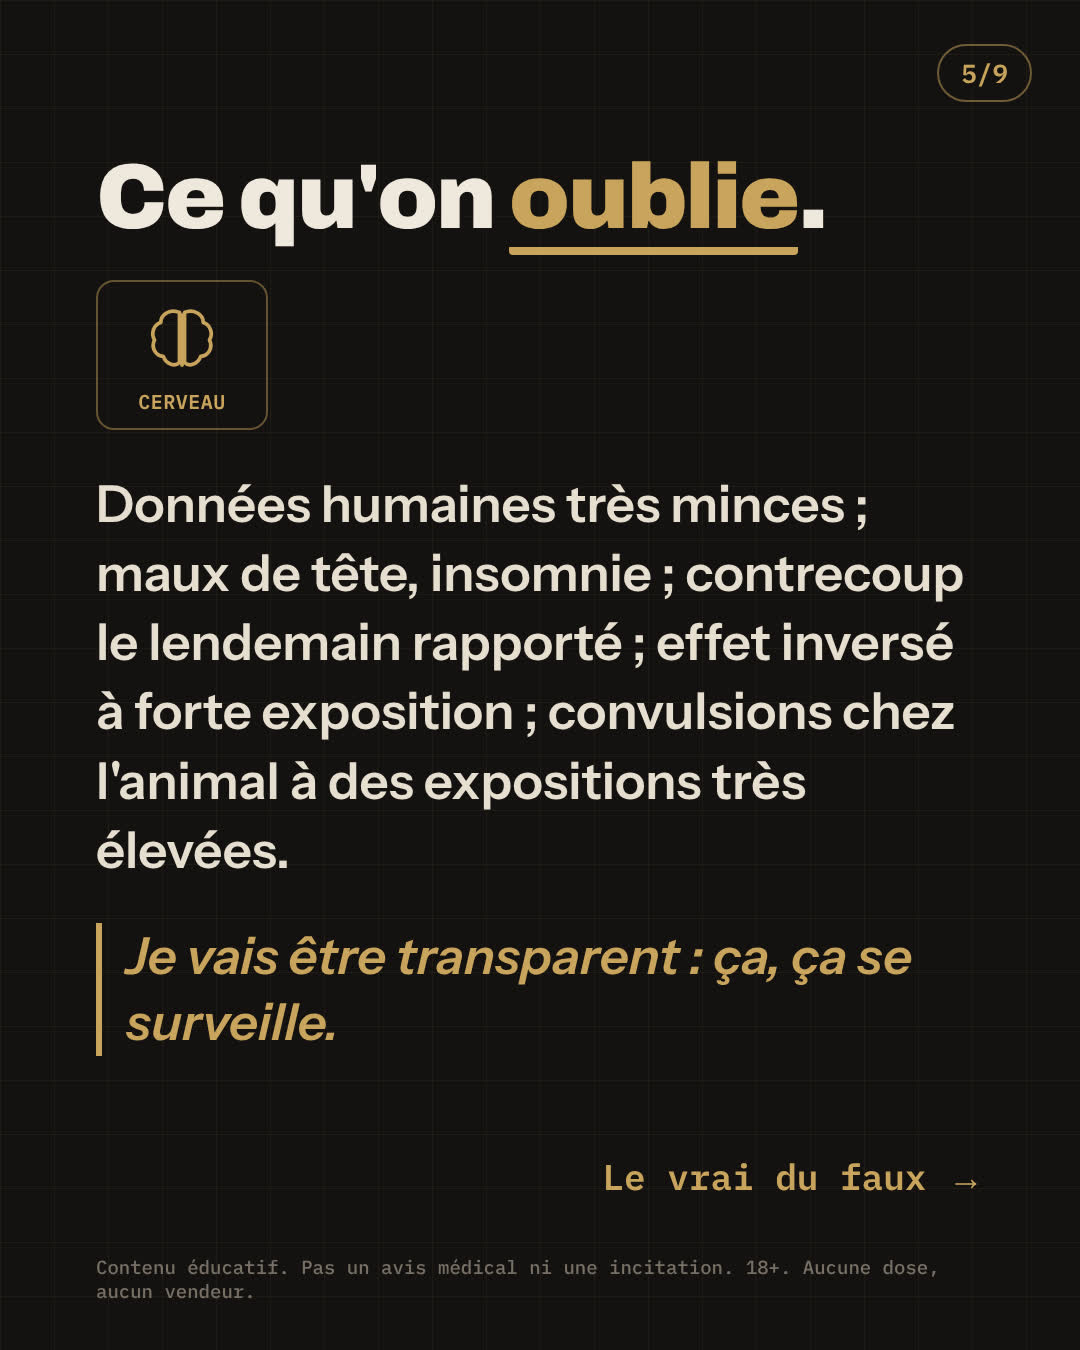 5/9
Ce qu'on oublie.
CERVEAU
Données humaines très minces ;
maux de tête, insomnie ; contrecoup
le lendemain rapporté ; effet inversé
à forte exposition ; convulsions chez
l'animal à des expositions très
élevées.
Je vais être transparent : ça, ça se
surveille.
Le vrai du faux →
Contenu éducatif. Pas un avis médical ni une incitation. 18+. Aucune dose,
aucun vendeur.